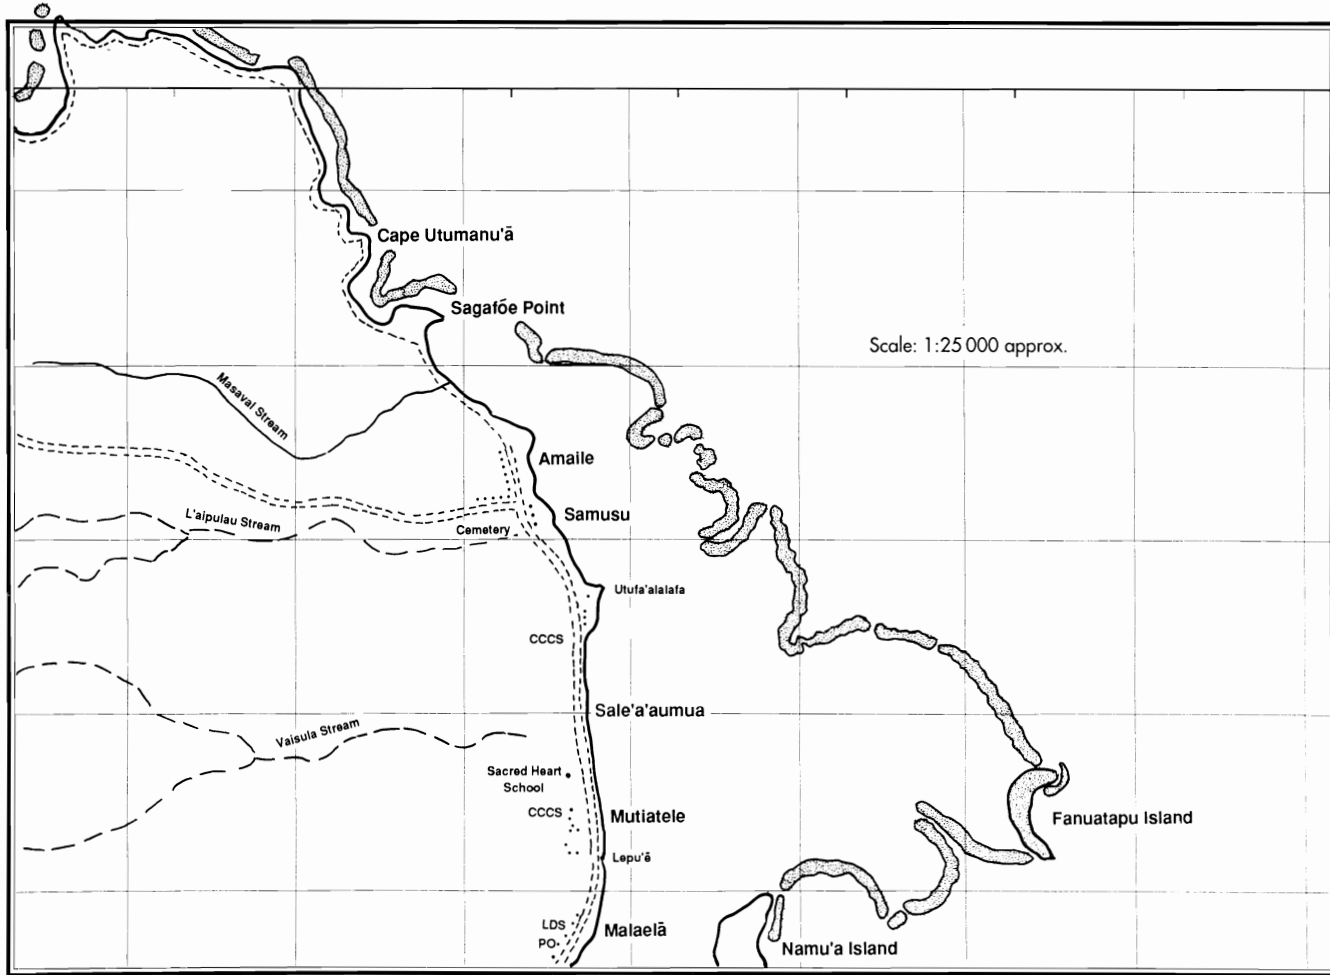 Cape Utumanu'ā
Sagafōe Point
Scale: 1:25 000 approx.
Masaval Stream
Amaile
L'aipulau Stream
Samusu
Cemetery
Utufa'alalafa
CCCS
Sale'a'aumua
Vaisula Stream
Sacred Heart
School
CCCS
Mutiatele
Fanuatapu Island
Lepu'ē
LDS
Malaelā
PO
Namu'a Island